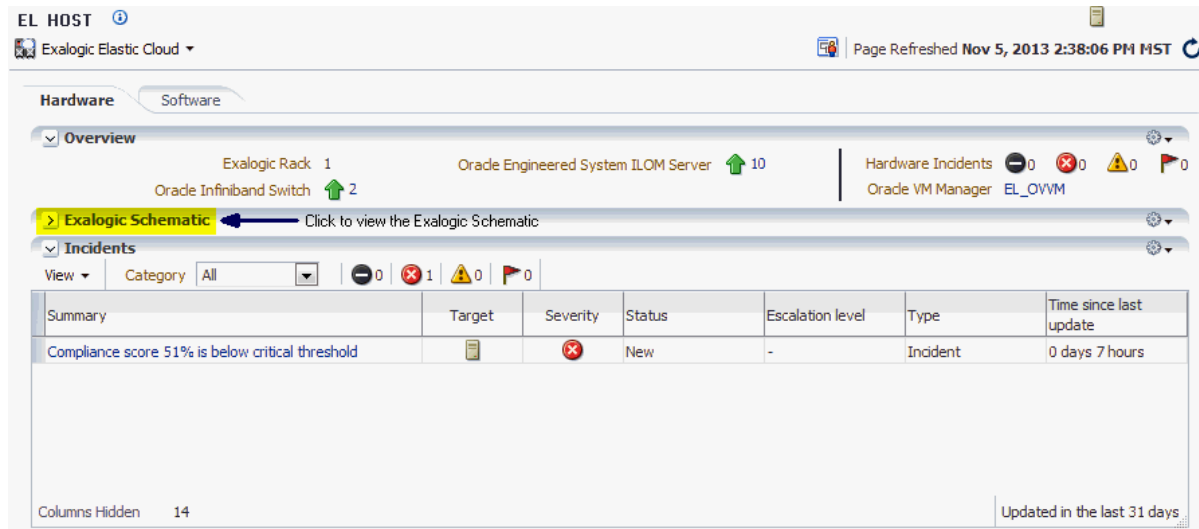 EL HOST
Exalogic Elastic Cloud
Page Refreshed Nov 5, 2013 2:38:06 PM MST
Hardware Software
Overview
Exalogic Rack 1 Oracle Engineered System ILOM Server 10 Hardware Incidents 0 0 0 0
Oracle Infiniband Switch 2 Oracle VM Manager EL_OVVM
Exalogic Schematic Click to view the Exalogic Schematic
Incidents
View Category All 0 1 0 0
Summary Target Severity Status Escalation level Type Time since last
update
Compliance score 51% is below critical threshold New - Incident 0 days 7 hours
Columns Hidden 14 Updated in the last 31 days